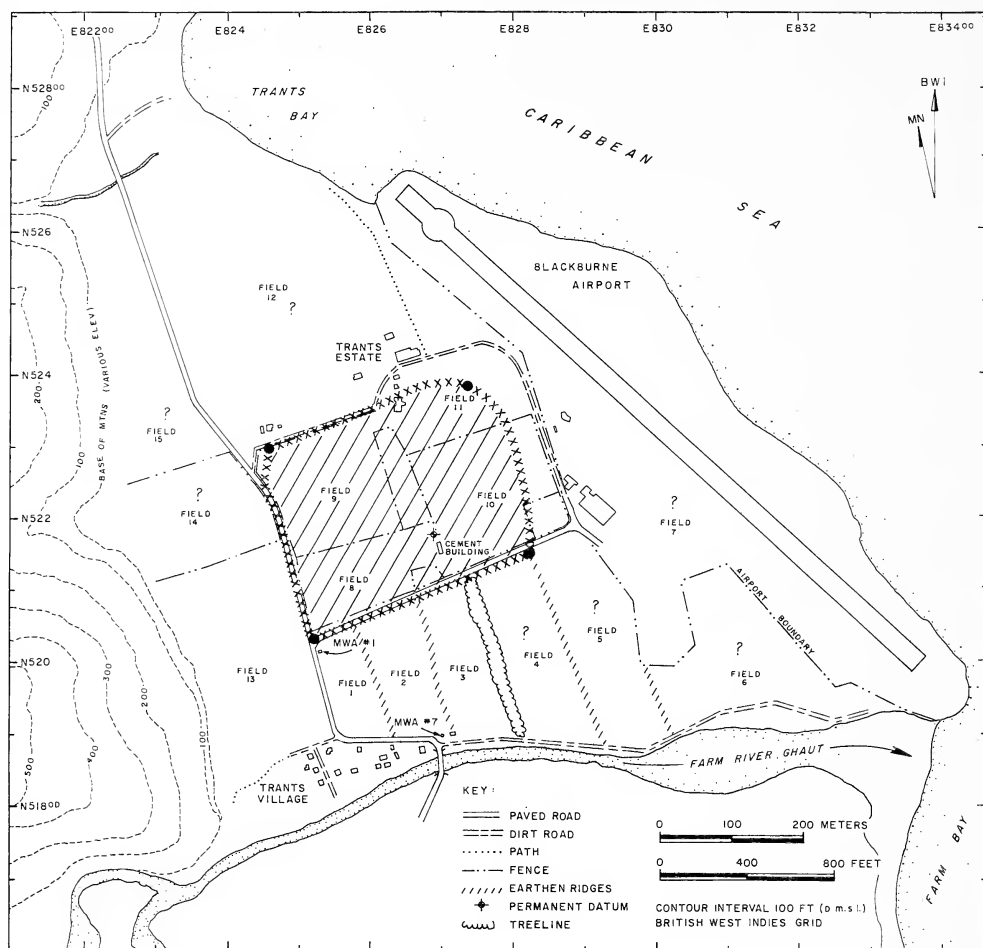 E82200 E824 E826 E828 E830 E832 E83400
N52800
N526
N524
N522
N520
N51800
TRANTS
BAY
CARIBBEAN
SEA
BWI
MN
BLACKBURNE
AIRPORT
FIELD
12
?
TRANTS
ESTATE
BASE OF MTNS (VARIOUS ELEV)
?
FIELD
15
?
FIELD
14
FIELD
11
FIELD
9
FIELD
10
CEMENT
BUILDING
FIELD
8
?
FIELD
7
AIRPORT BOUNDARY
MWA #1
FIELD
13
FIELD
1
FIELD
2
FIELD
3
?
FIELD
4
?
FIELD
5
?
FIELD
6
MWA #7
TRANTS
VILLAGE
FARM RIVER GHAUT
FARM BAY
100
100
200
100
100
200
300
400
500
KEY:
PAVED ROAD
DIRT ROAD
PATH
FENCE
EARTHEN RIDGES
PERMANENT DATUM
TREELINE
0 100 200 METERS
0 400 800 FEET
CONTOUR INTERVAL 100 FT (D m.s.l.)
BRITISH WEST INDIES GRID